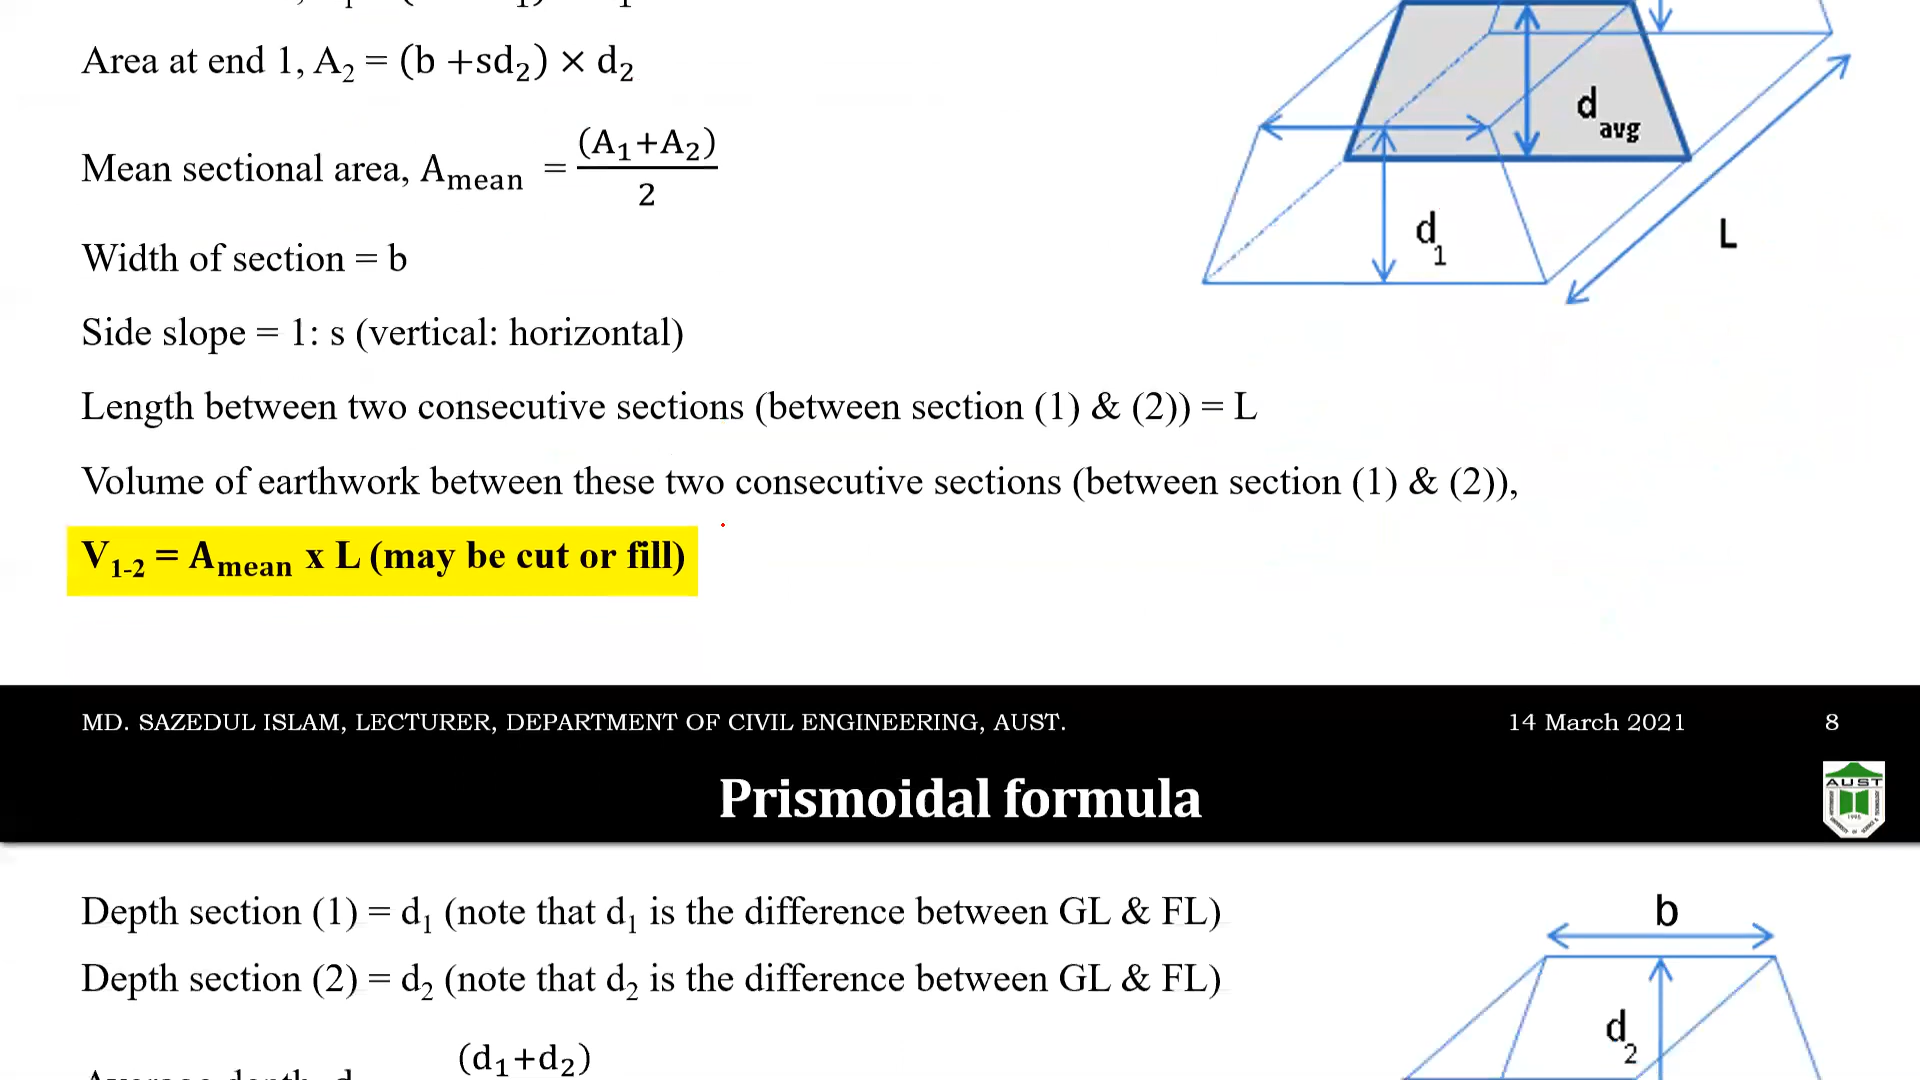 Area at end 1, A₂ = (b +sd₂) × d₂
Mean sectional area, Aₘₑₐₙ = (A₁+A₂)/2
Width of section = b
Side slope = 1: s (vertical: horizontal)
Length between two consecutive sections (between section (1) & (2)) = L
Volume of earthwork between these two consecutive sections (between section (1) & (2)),
V₁₋₂ = Aₘₑₐₙ x L (may be cut or fill)
d avg
d₁
L
MD. SAZEDUL ISLAM, LECTURER, DEPARTMENT OF CIVIL ENGINEERING, AUST.
14 March 2021
8
Prismoidal formula
AUST
Depth section (1) = d₁ (note that d₁ is the difference between GL & FL)
Depth section (2) = d₂ (note that d₂ is the difference between GL & FL)
(d₁+d₂)
b
d₂